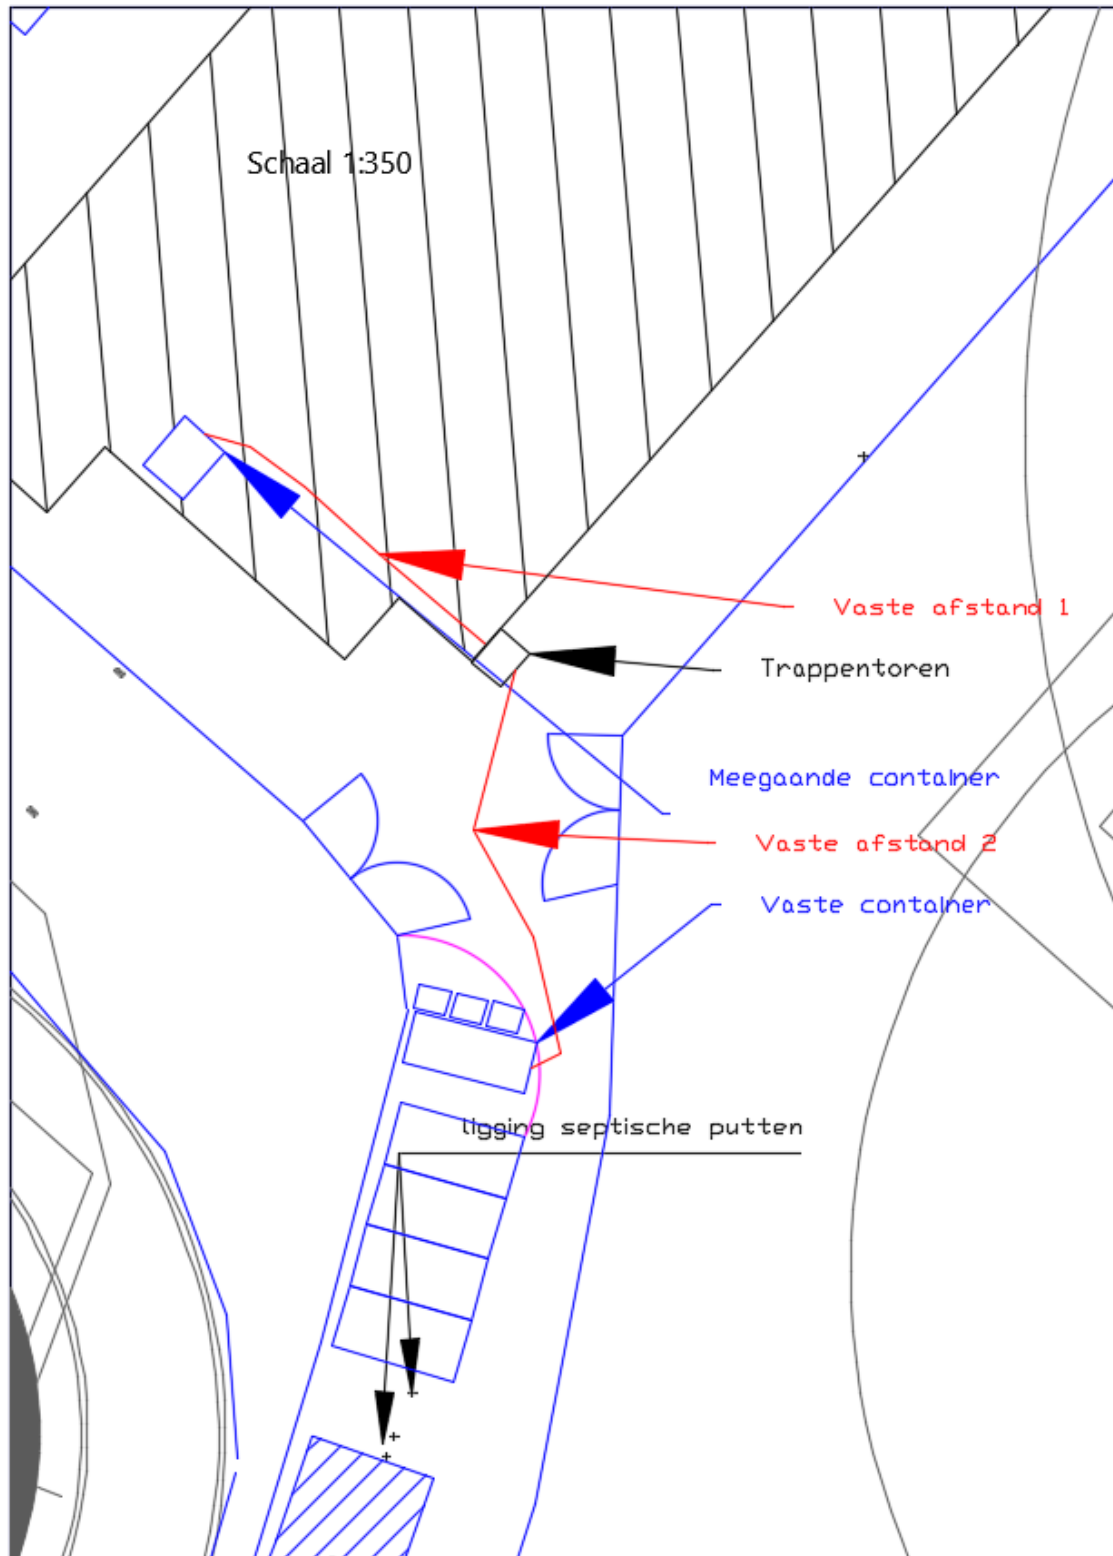 Schaal 1:350
Vaste afstand 1
Trappentoren
Meegaande container
Vaste afstand 2
Vaste container
ligging septische putten